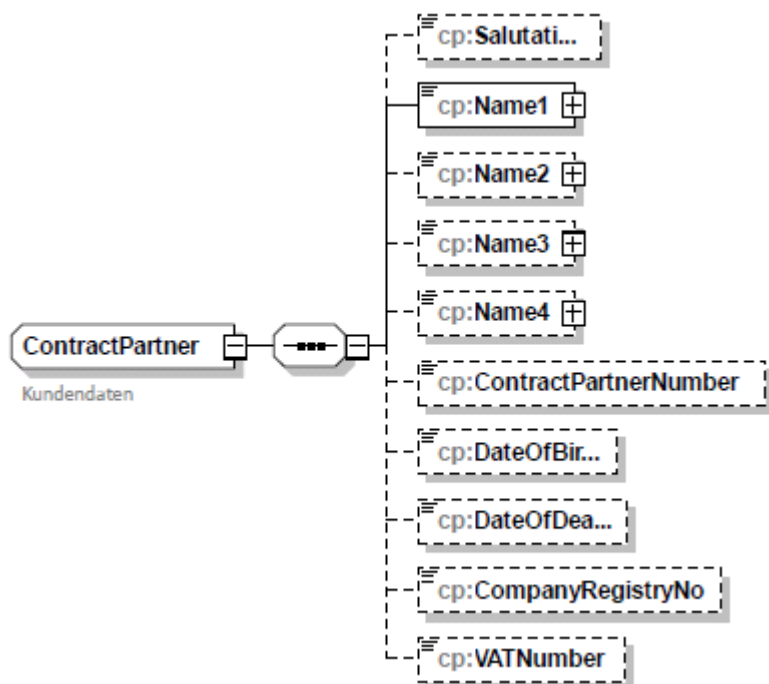 cp:Salutati...
cp:Name1
cp:Name2
cp:Name3
cp:Name4
ContractPartner
Kundendaten
cp:ContractPartnerNumber
cp:DateOfBir...
cp:DateOfDea...
cp:CompanyRegistryNo
cp:VATNumber